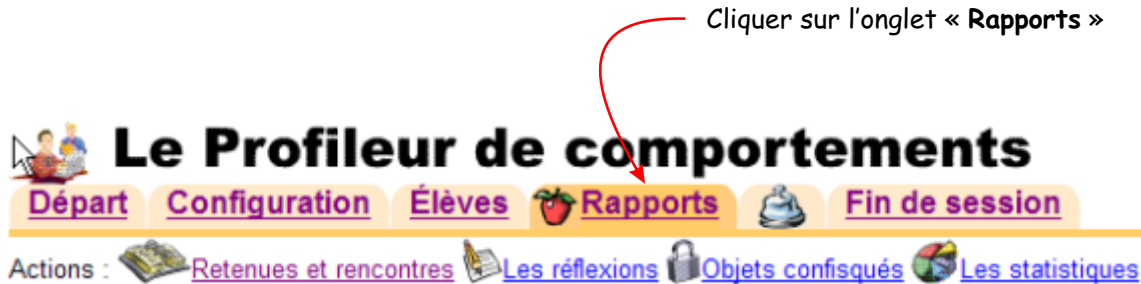 Cliquer sur l’onglet « Rapports »
Le Profileur de comportements
Départ Configuration Élèves Rapports Fin de session
Actions : Retenues et rencontres Les réflexions Objets confisqués Les statistiques